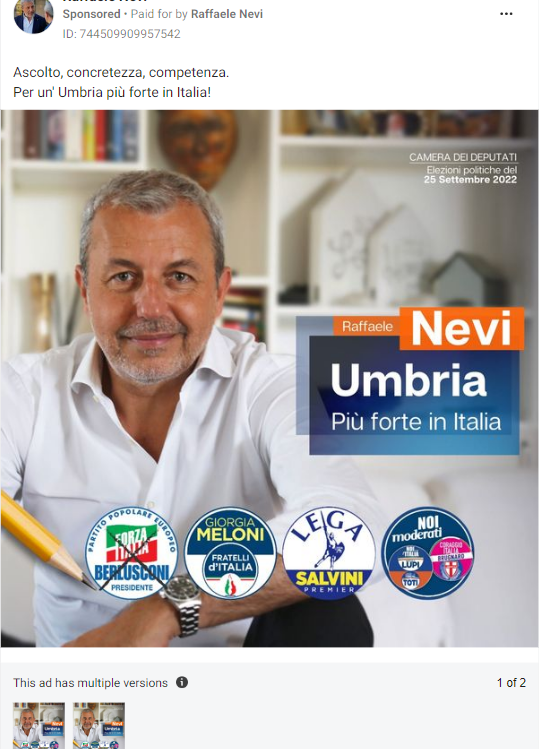 Sponsored • Paid for by Raffaele Nevi
ID: 744509909957542
Ascolto, concretezza, competenza.
Per un' Umbria più forte in Italia!
CAMERA DEI DEPUTATI
Elezioni politiche del
25 Settembre 2022
Raffaele Nevi
Umbria
Più forte in Italia
PARTITO POPOLARE EUROPEO
FORZA
ITALIA
BERLUSCONI
PRESIDENTE
GIORGIA
MELONI
FRATELLI
d'ITALIA
LEGA
SALVINI
PREMIER
NOI
moderati
NOI CON
L'ITALIA
LUPI
CORAGGIO
ITALIA
BRUGNARO
ITALIA
TOTI
This ad has multiple versions
1 of 2